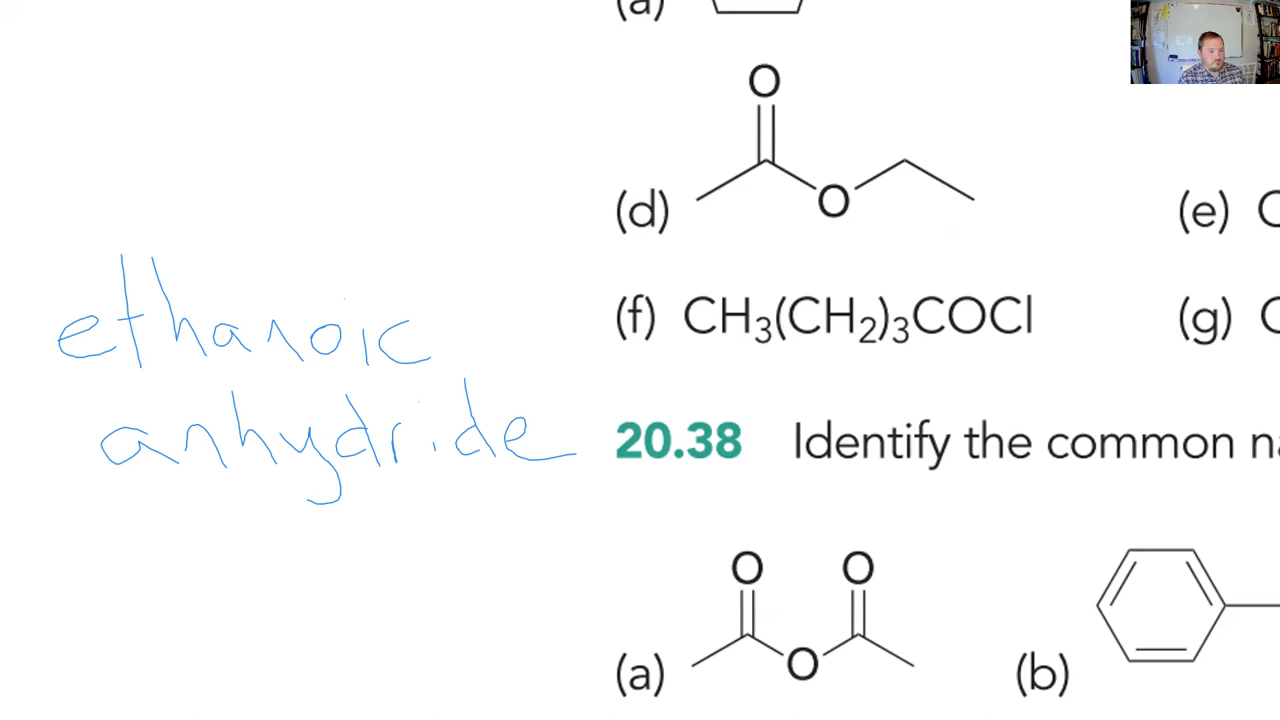 (a)
O
O
(d)
(e) C
ethanoic
(f) CH₃(CH₂)₃COCl
(g) C
anhydride
20.38 Identify the common na
O O
O
(a)
(b)